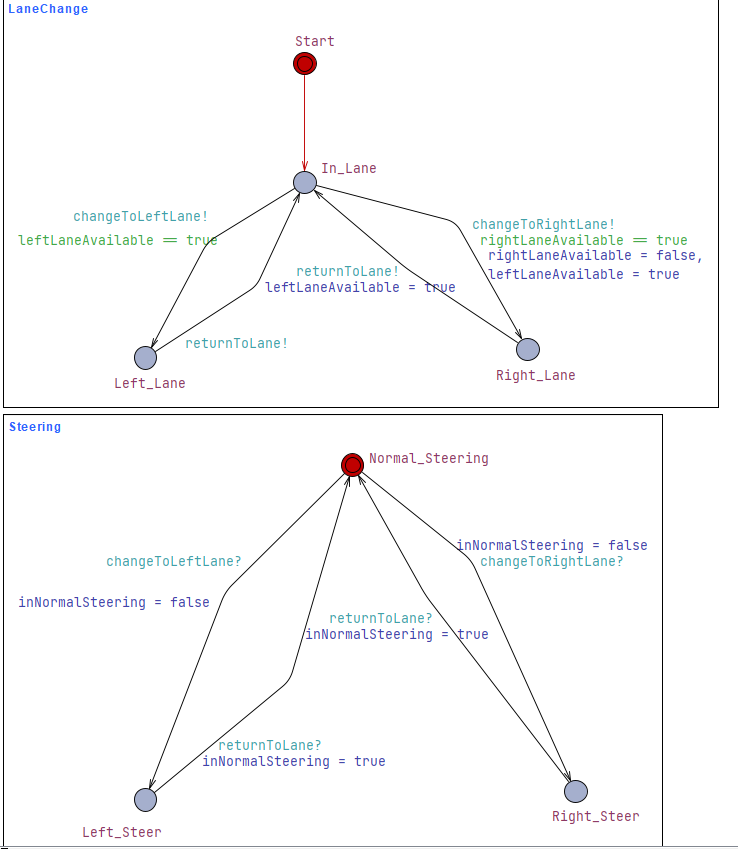 LaneChange
Start
In_Lane
changeToLeftLane!
leftLaneAvailable == true
changeToRightLane!
rightLaneAvailable == true
rightLaneAvailable = false,
leftLaneAvailable = true
returnToLane!
leftLaneAvailable = true
returnToLane!
Left_Lane
Right_Lane
Steering
Normal_Steering
inNormalSteering = false
changeToRightLane?
changeToLeftLane?
inNormalSteering = false
returnToLane?
inNormalSteering = true
returnToLane?
inNormalSteering = true
Left_Steer
Right_Steer